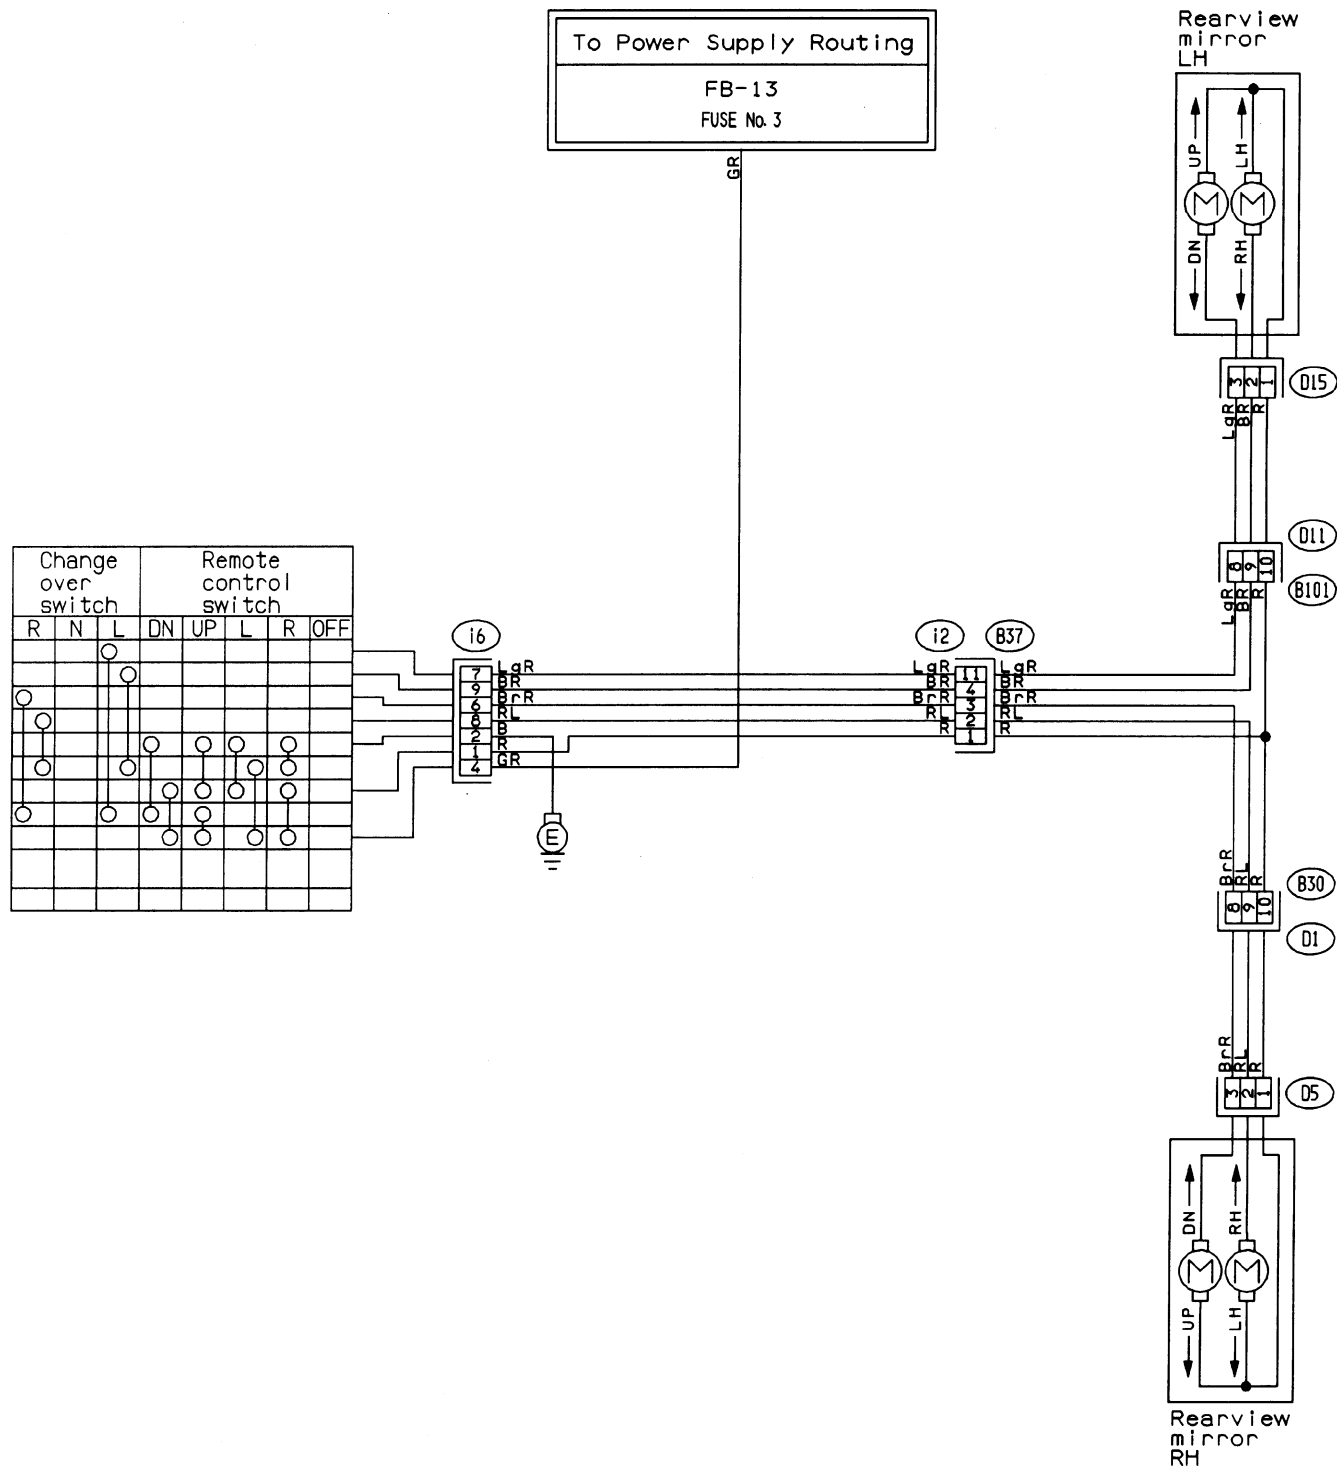 To Power Supply Routing
FB-13
FUSE No. 3
GR
Rearview
mirror
LH
UP
LH
M
M
DN
RH
3 2 1
D15
LgR
BR
R
D11
8 9 10
B101
LgR
BR
R
Change
over
switch
Remote
control
switch
R N L DN UP L R OFF
i6
i2
B37
7 LgR LgR 11 LgR
9 BR BR 4 BR
6 BrR BrR 3 BrR
8 RL RL 2 RL
2 B R 1 R
1 R
4 GR
E
BrR
RL
R
B30
8 9 10
D1
BrR
RL
R
3 2 1
D5
DN
RH
M
M
UP
LH
Rearview
mirror
RH